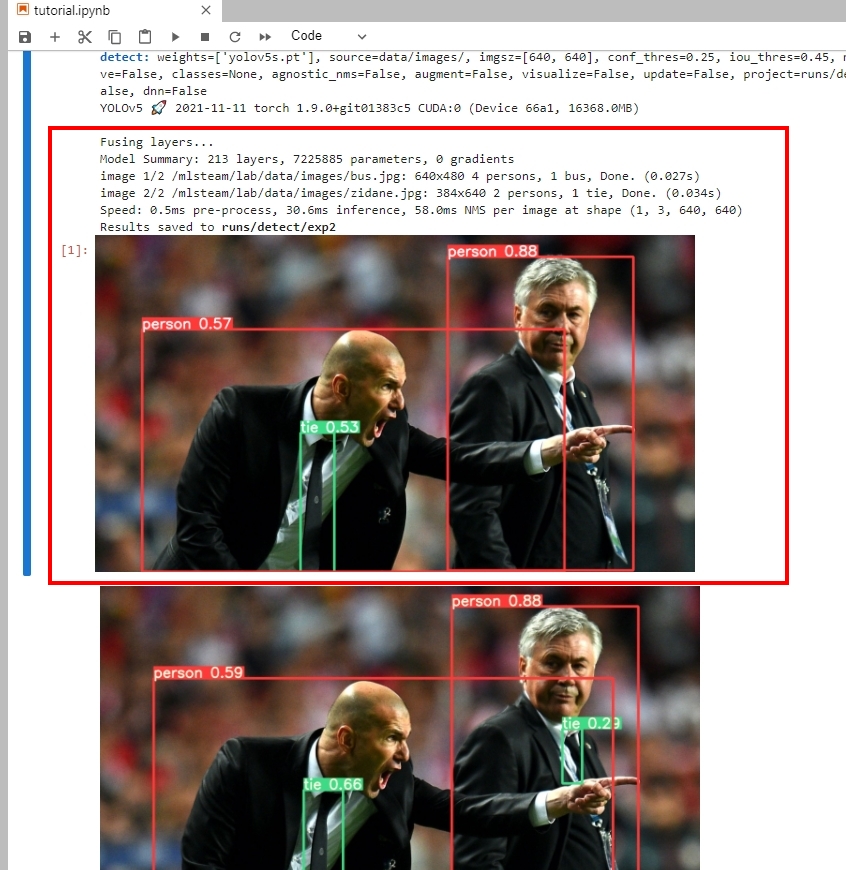 tutorial.ipynb
Code
detect: weights=['yolov5s.pt'], source=data/images/, imgsz=[640, 640], conf_thres=0.25, iou_thres=0.45,
ve=False, classes=None, agnostic_nms=False, augment=False, visualize=False, update=False, project=runs/de
alse, dnn=False
YOLOv5 🚀 2021-11-11 torch 1.9.0+git01383c5 CUDA:0 (Device 66a1, 16368.0MB)
Fusing layers...
Model Summary: 213 layers, 7225885 parameters, 0 gradients
image 1/2 /mlsteam/lab/data/images/bus.jpg: 640x480 4 persons, 1 bus, Done. (0.027s)
image 2/2 /mlsteam/lab/data/images/zidane.jpg: 384x640 2 persons, 1 tie, Done. (0.034s)
Speed: 0.5ms pre-process, 30.6ms inference, 58.0ms NMS per image at shape (1, 3, 640, 640)
Results saved to runs/detect/exp2
[1]:
person 0.88
person 0.57
tie 0.53
person 0.88
person 0.59
tie 0.29
tie 0.66